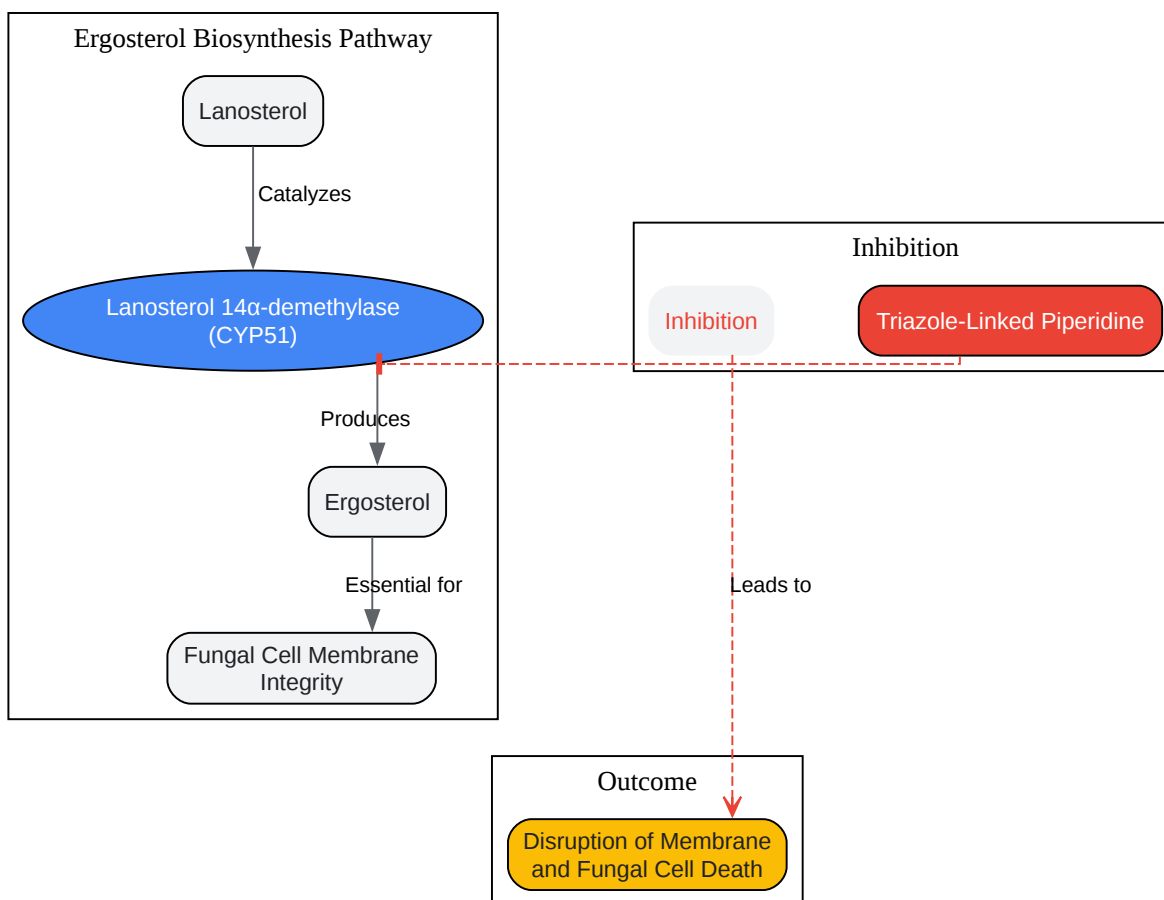 Ergosterol Biosynthesis Pathway
Lanosterol
Catalyzes
Lanosterol 14α-demethylase
(CYP51)
Produces
Ergosterol
Essential for
Fungal Cell Membrane
Integrity
Inhibition
Inhibition
Triazole-Linked Piperidine
Leads to
Outcome
Disruption of Membrane
and Fungal Cell Death